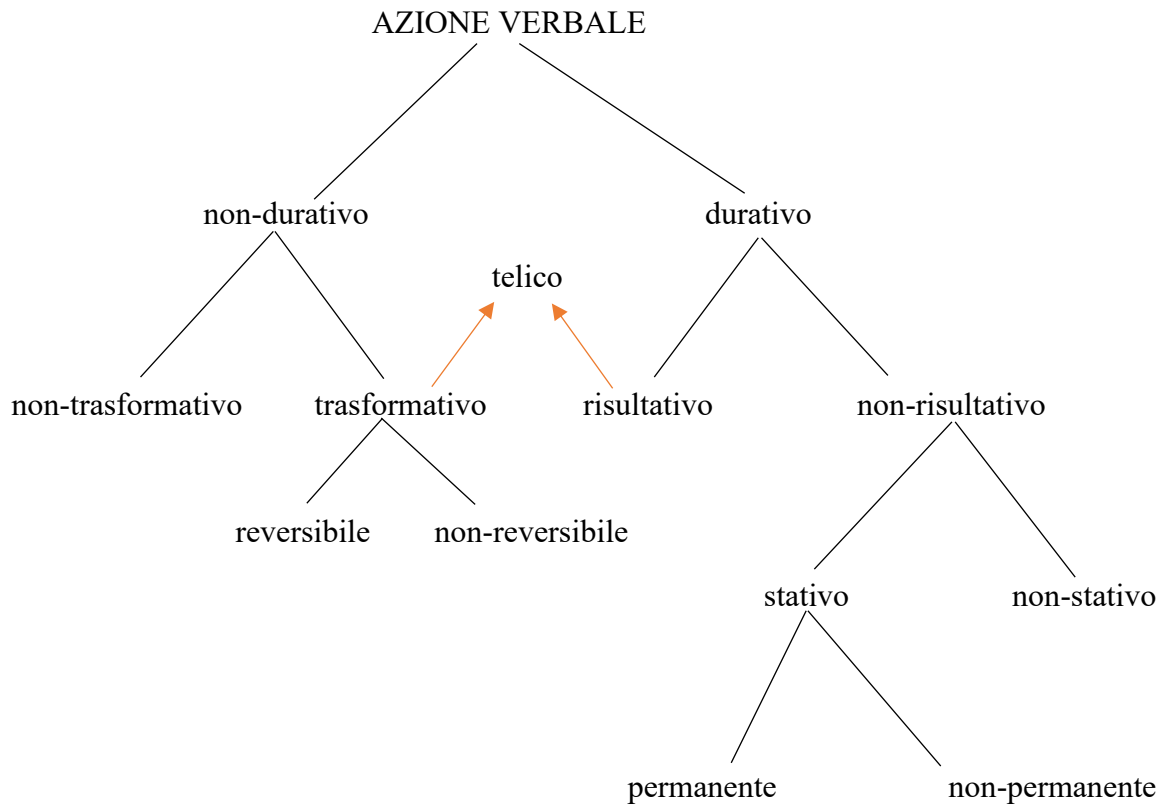 AZIONE VERBALE
non-durativo durativo
telico
non-trasformativo trasformativo risultativo non-risultativo
reversibile non-reversibile
stativo non-stativo
permanente non-permanente